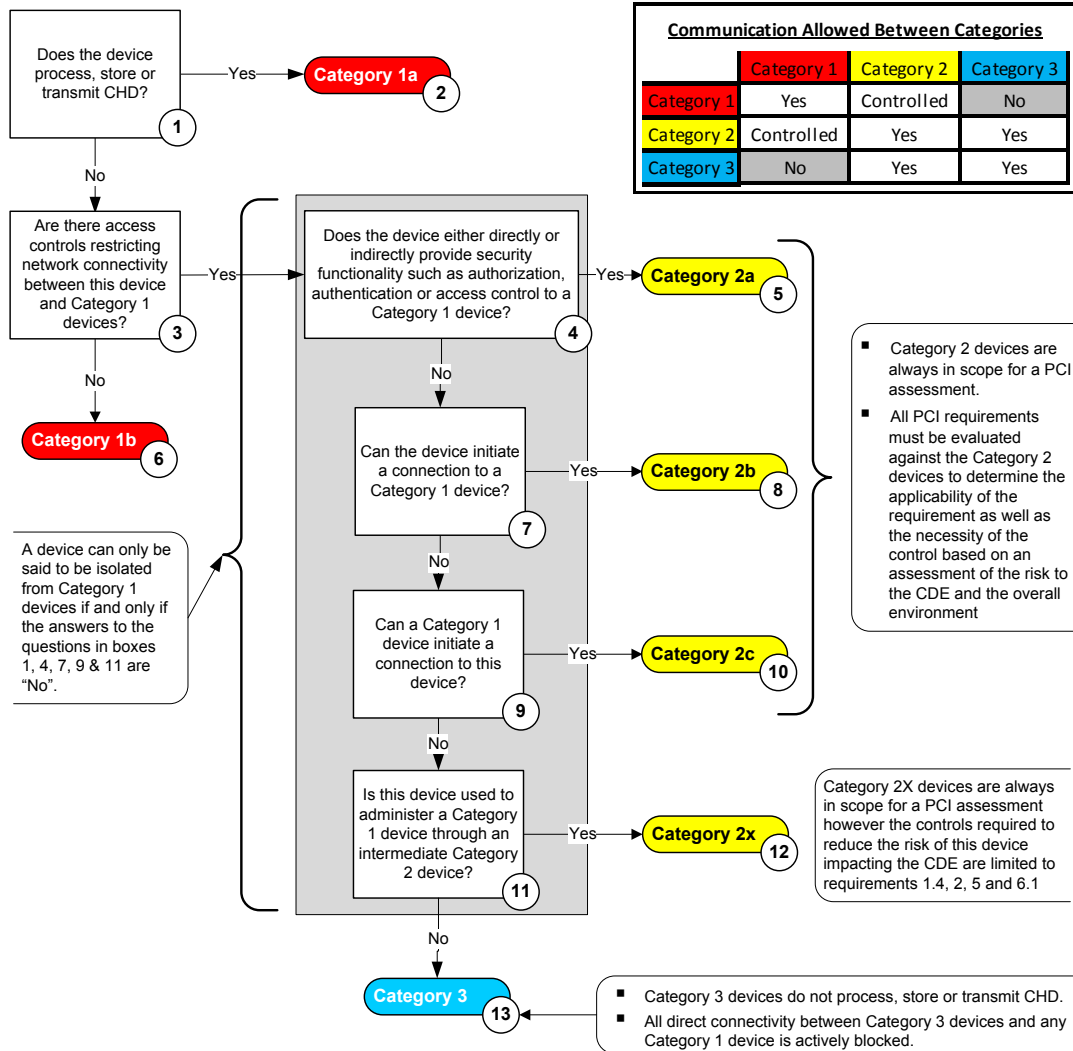 Does the device
process, store or
transmit CHD?
1
Yes
Category 1a
2
Communication Allowed Between Categories
Category 1 Category 2 Category 3
Category 1 Yes Controlled No
Category 2 Controlled Yes Yes
Category 3 No Yes Yes
No
Are there access
controls restricting
network connectivity
between this device
and Category 1
devices?
3
Yes
Does the device either directly or
indirectly provide security
functionality such as authorization,
authentication or access control to a
Category 1 device?
4
Yes
Category 2a
5
No
Category 1b
6
No
Can the device initiate
a connection to a
Category 1 device?
7
Yes
Category 2b
8
▪ Category 2 devices are
always in scope for a PCI
assessment.
▪ All PCI requirements
must be evaluated
against the Category 2
devices to determine the
applicability of the
requirement as well as
the necessity of the
control based on an
assessment of the risk to
the CDE and the overall
environment
A device can only be
said to be isolated
from Category 1
devices if and only if
the answers to the
questions in boxes
1, 4, 7, 9 & 11 are
“No”.
No
Can a Category 1
device initiate a
connection to this
device?
9
Yes
Category 2c
10
No
Is this device used to
administer a Category
1 device through an
intermediate Category
2 device?
11
Yes
Category 2x
12
Category 2X devices are always
in scope for a PCI assessment
however the controls required to
reduce the risk of this device
impacting the CDE are limited to
requirements 1.4, 2, 5 and 6.1
No
Category 3
13
▪ Category 3 devices do not process, store or transmit CHD.
▪ All direct connectivity between Category 3 devices and any
Category 1 device is actively blocked.